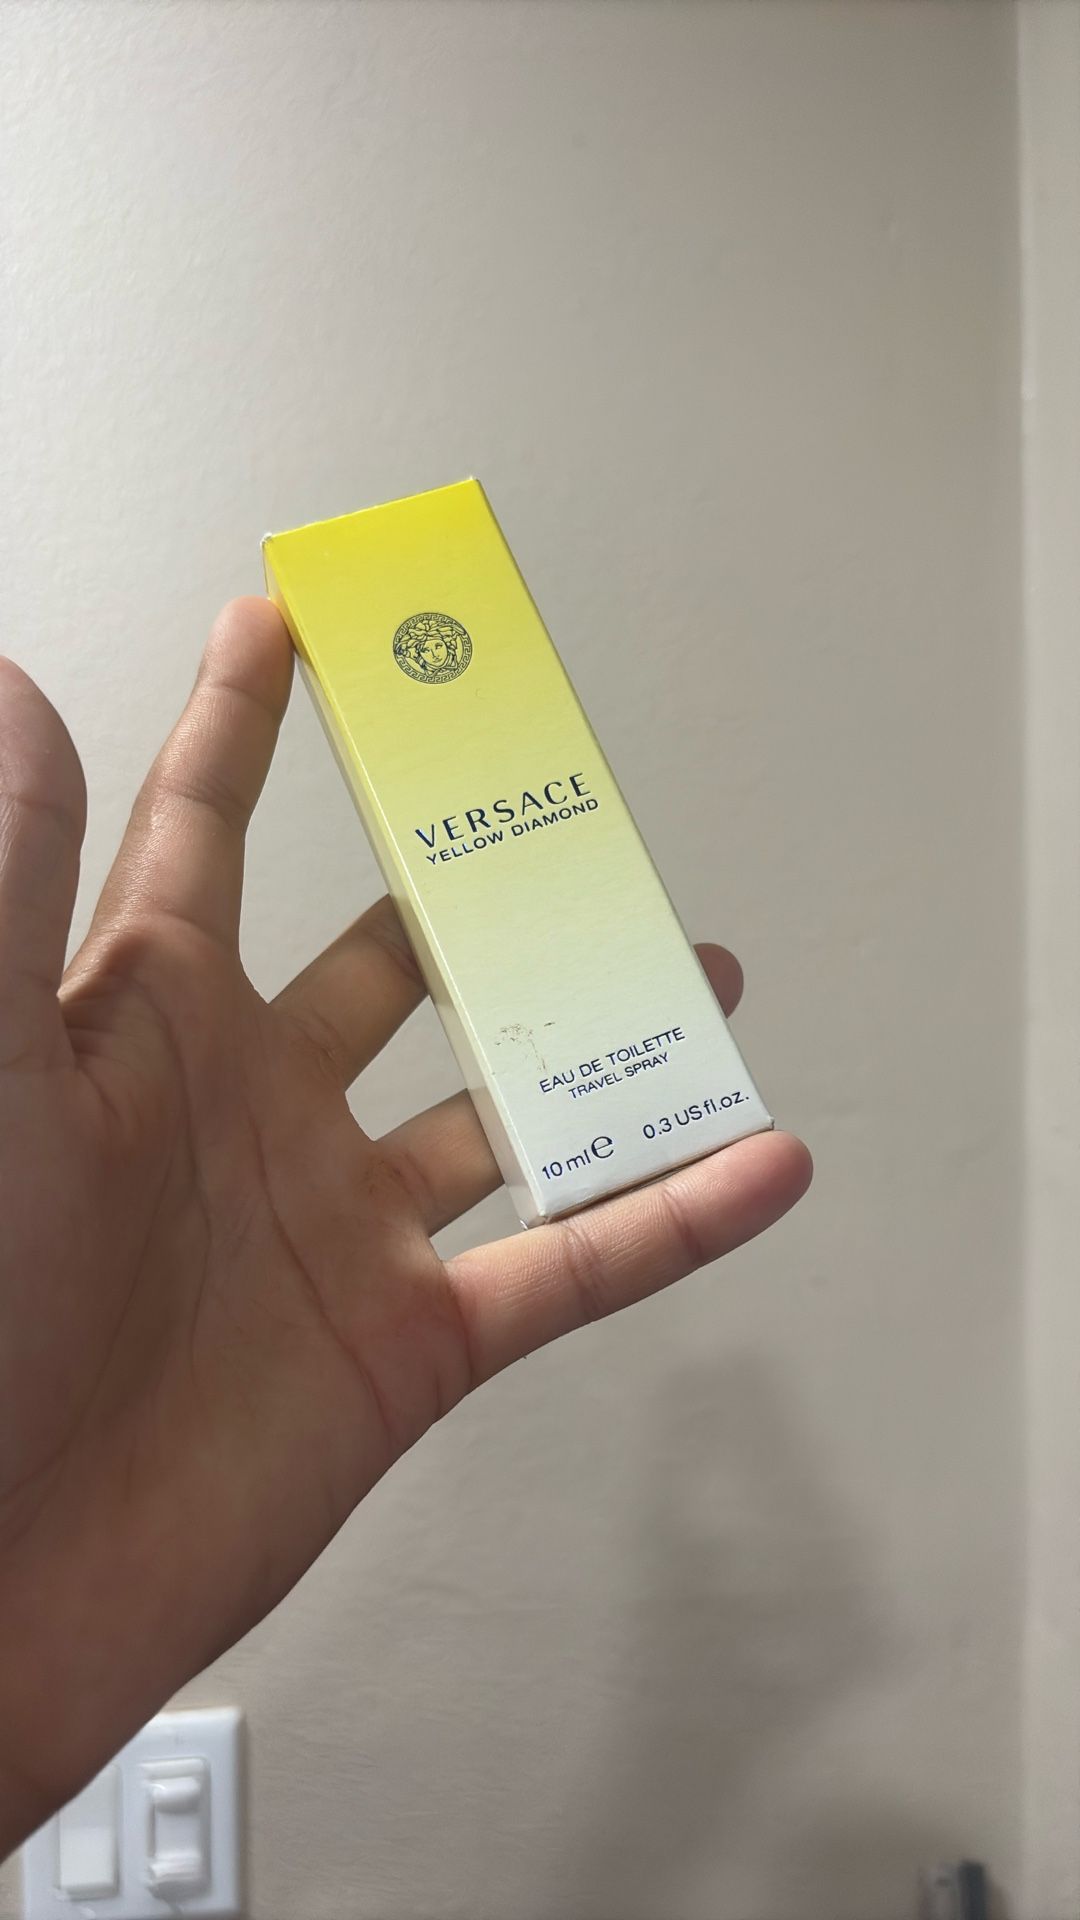 VERSACE
YELLOW DIAMOND
EAU DE TOILETTE
TRAVEL SPRAY
10 ml e 0.3 US fl.oz.